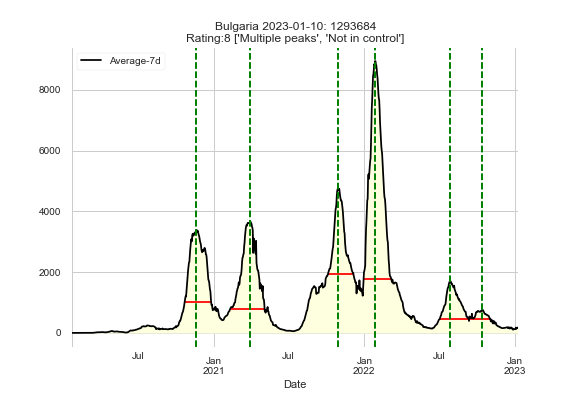 Bulgaria 2023-01-10: 1293684
Rating:8 ['Multiple peaks', 'Not in control']
Average-7d
8000
6000
4000
2000
0
Jul
Jan
2021
Jul
Jan
2022
Jul
Jan
2023
Date